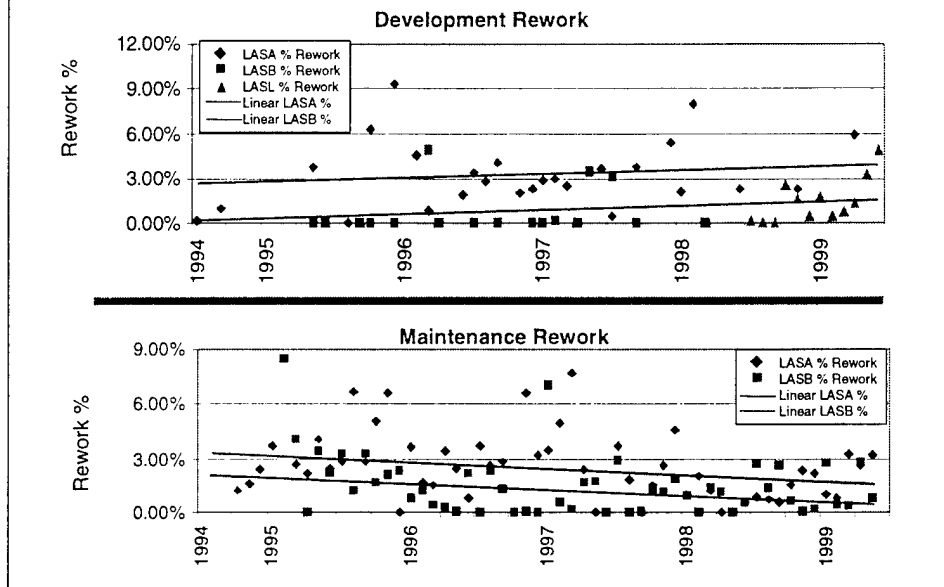 Development Rework
12.00%
9.00%
6.00%
3.00%
0.00%
Rework %
LASA % Rework
LASB % Rework
LASL % Rework
Linear LASA %
Linear LASB %
1994
1995
1996
1997
1998
1999
Maintenance Rework
9.00%
6.00%
3.00%
0.00%
Rework %
LASA % Rework
LASB % Rework
Linear LASA %
Linear LASB %
1994
1995
1996
1997
1998
1999